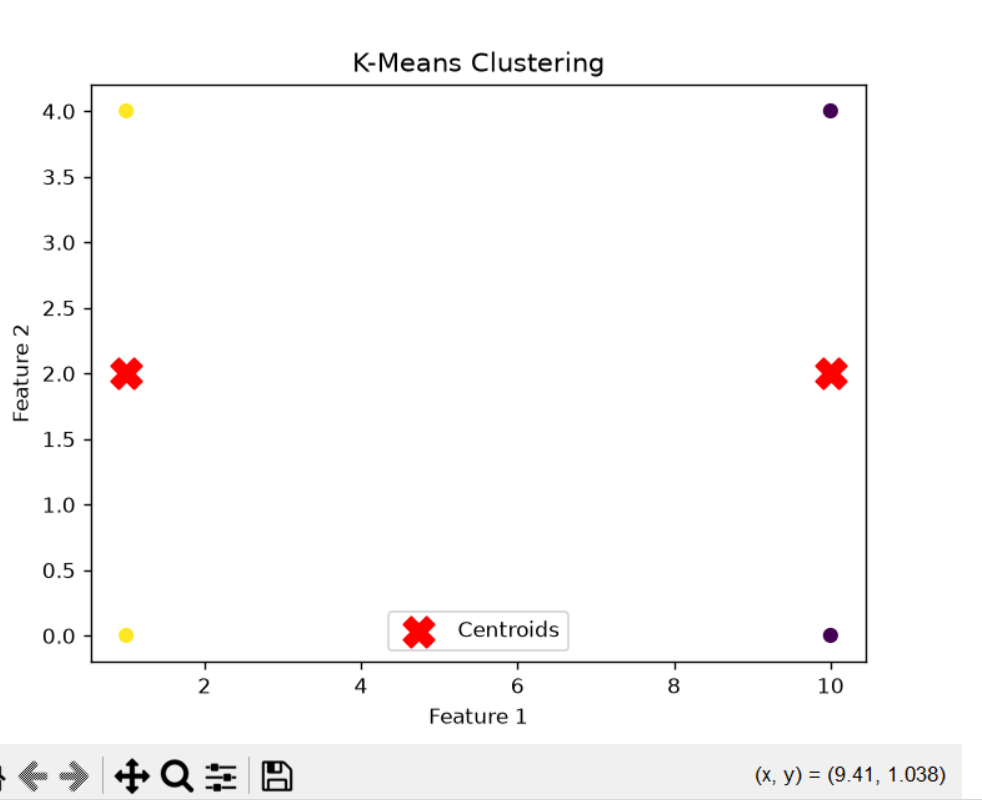 K-Means Clustering
4.0
3.5
3.0
2.5
2.0
1.5
1.0
0.5
0.0
Feature 2
Centroids
2 4 6 8 10
Feature 1
(x, y) = (9.41, 1.038)